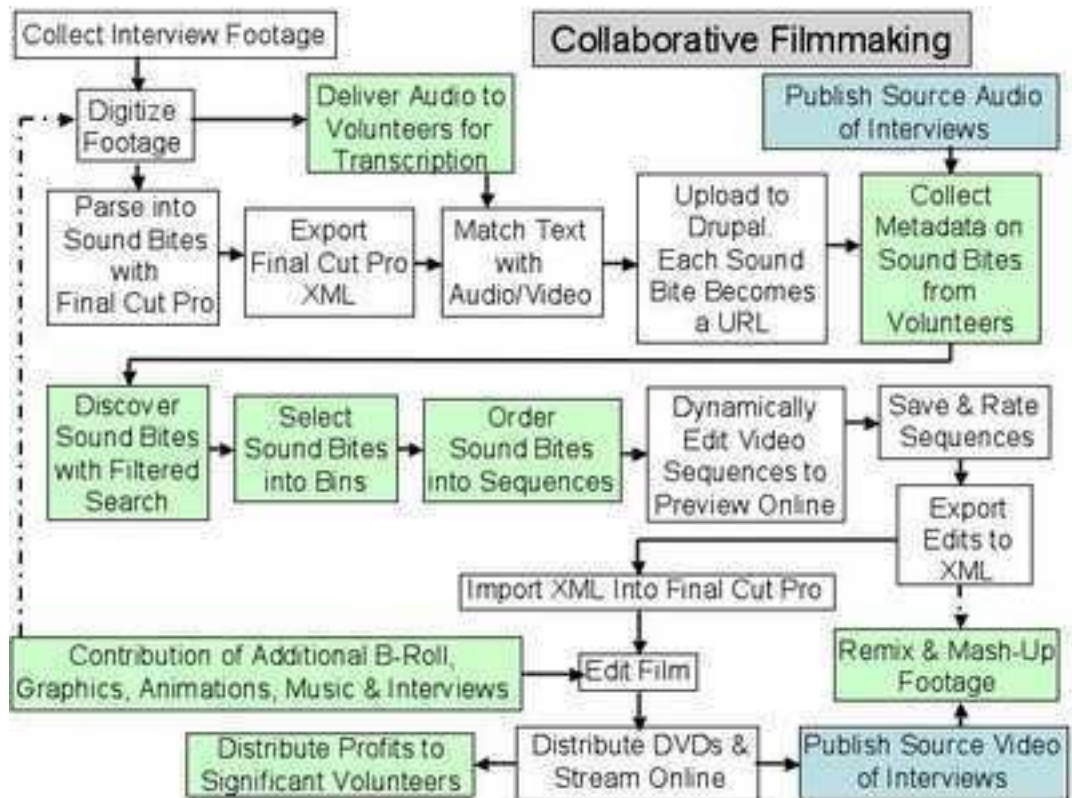 Collect Interview Footage
Collaborative Filmmaking
Digitize
Footage
Deliver Audio to
Volunteers for
Transcription
Publish Source Audio
of Interviews
Parse into
Sound Bites
with
Final Cut Pro
Export
Final Cut Pro
XML
Match Text
with
Audio/Video
Upload to
Drupal.
Each Sound
Bite Becomes
a URL
Collect
Metadata on
Sound Bites
from
Volunteers
Discover
Sound Bites
with Filtered
Search
Select
Sound Bites
into Bins
Order
Sound Bites
into Sequences
Dynamically
Edit Video
Sequences to
Preview Online
Save & Rate
Sequences
Export
Edits to
XML
Import XML Into Final Cut Pro
Contribution of Additional B-Roll,
Graphics, Animations, Music & Interviews
Edit Film
Remix & Mash-Up
Footage
Distribute Profits to
Significant Volunteers
Distribute DVDs &
Stream Online
Publish Source Video
of Interviews